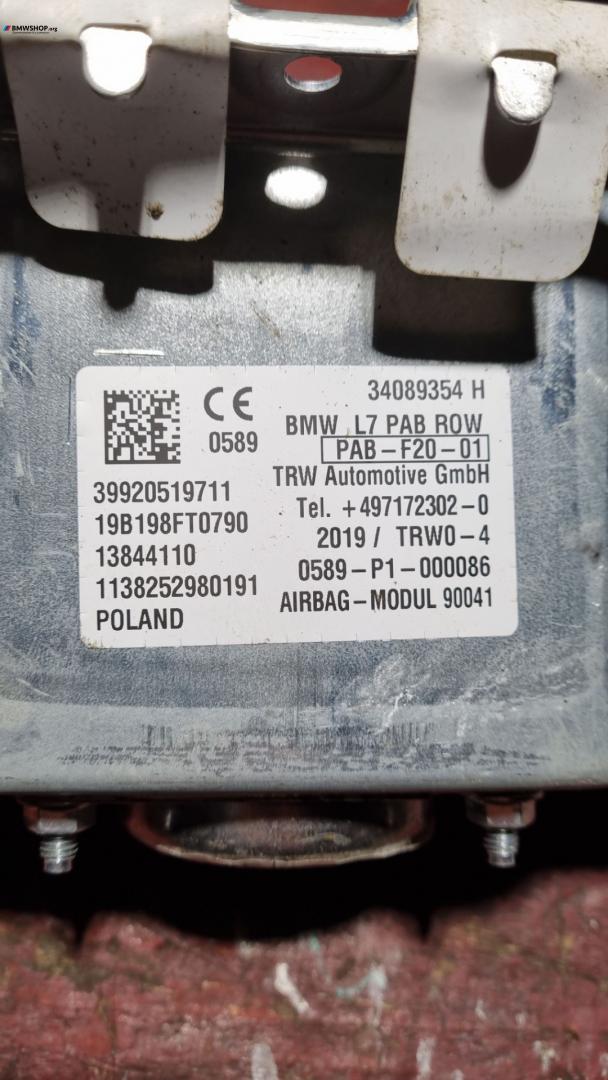 BMWSHOP.org
34089354 H
CE
0589
BMW L7 PAB ROW
PAB-F20-01
TRW Automotive GmbH
39920519711
Tel. +497172302-0
19B198FT0790
2019 / TRW0-4
13844110
0589-P1-000086
1138252980191
AIRBAG-MODUL 90041
POLAND